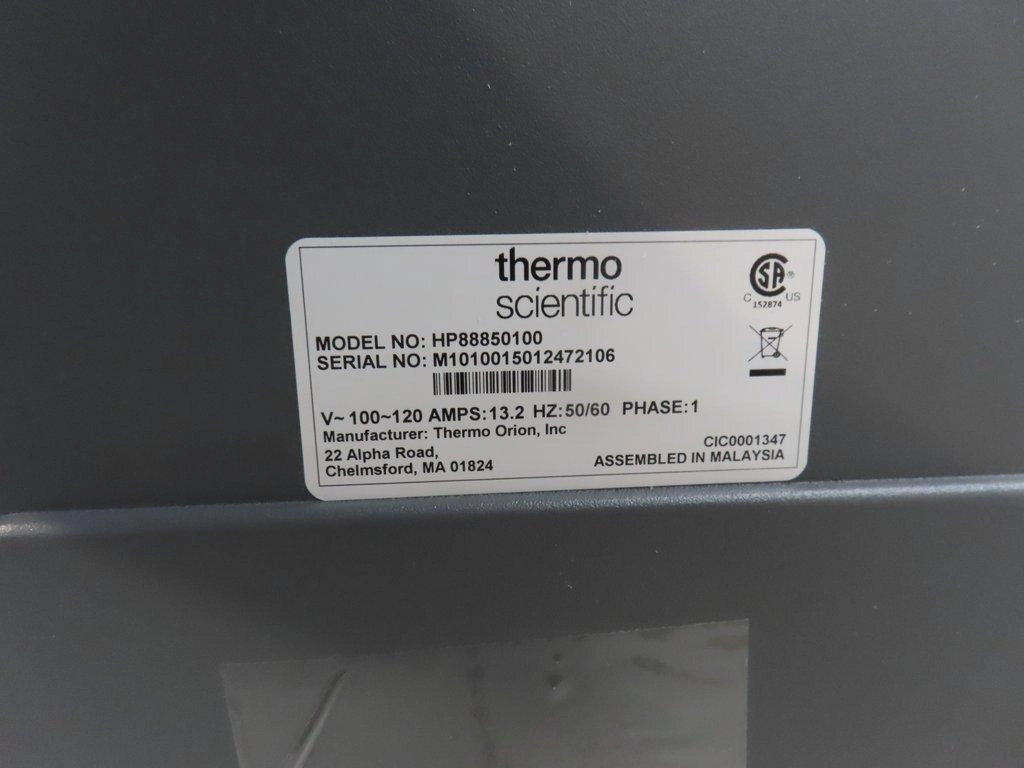 thermo
scientific
SA
®
C US
152874
MODEL NO: HP88850100
SERIAL NO: M1010015012472106
V~ 100~120 AMPS:13.2 HZ:50/60 PHASE:1
Manufacturer: Thermo Orion, Inc
22 Alpha Road,
Chelmsford, MA 01824
CIC0001347
ASSEMBLED IN MALAYSIA